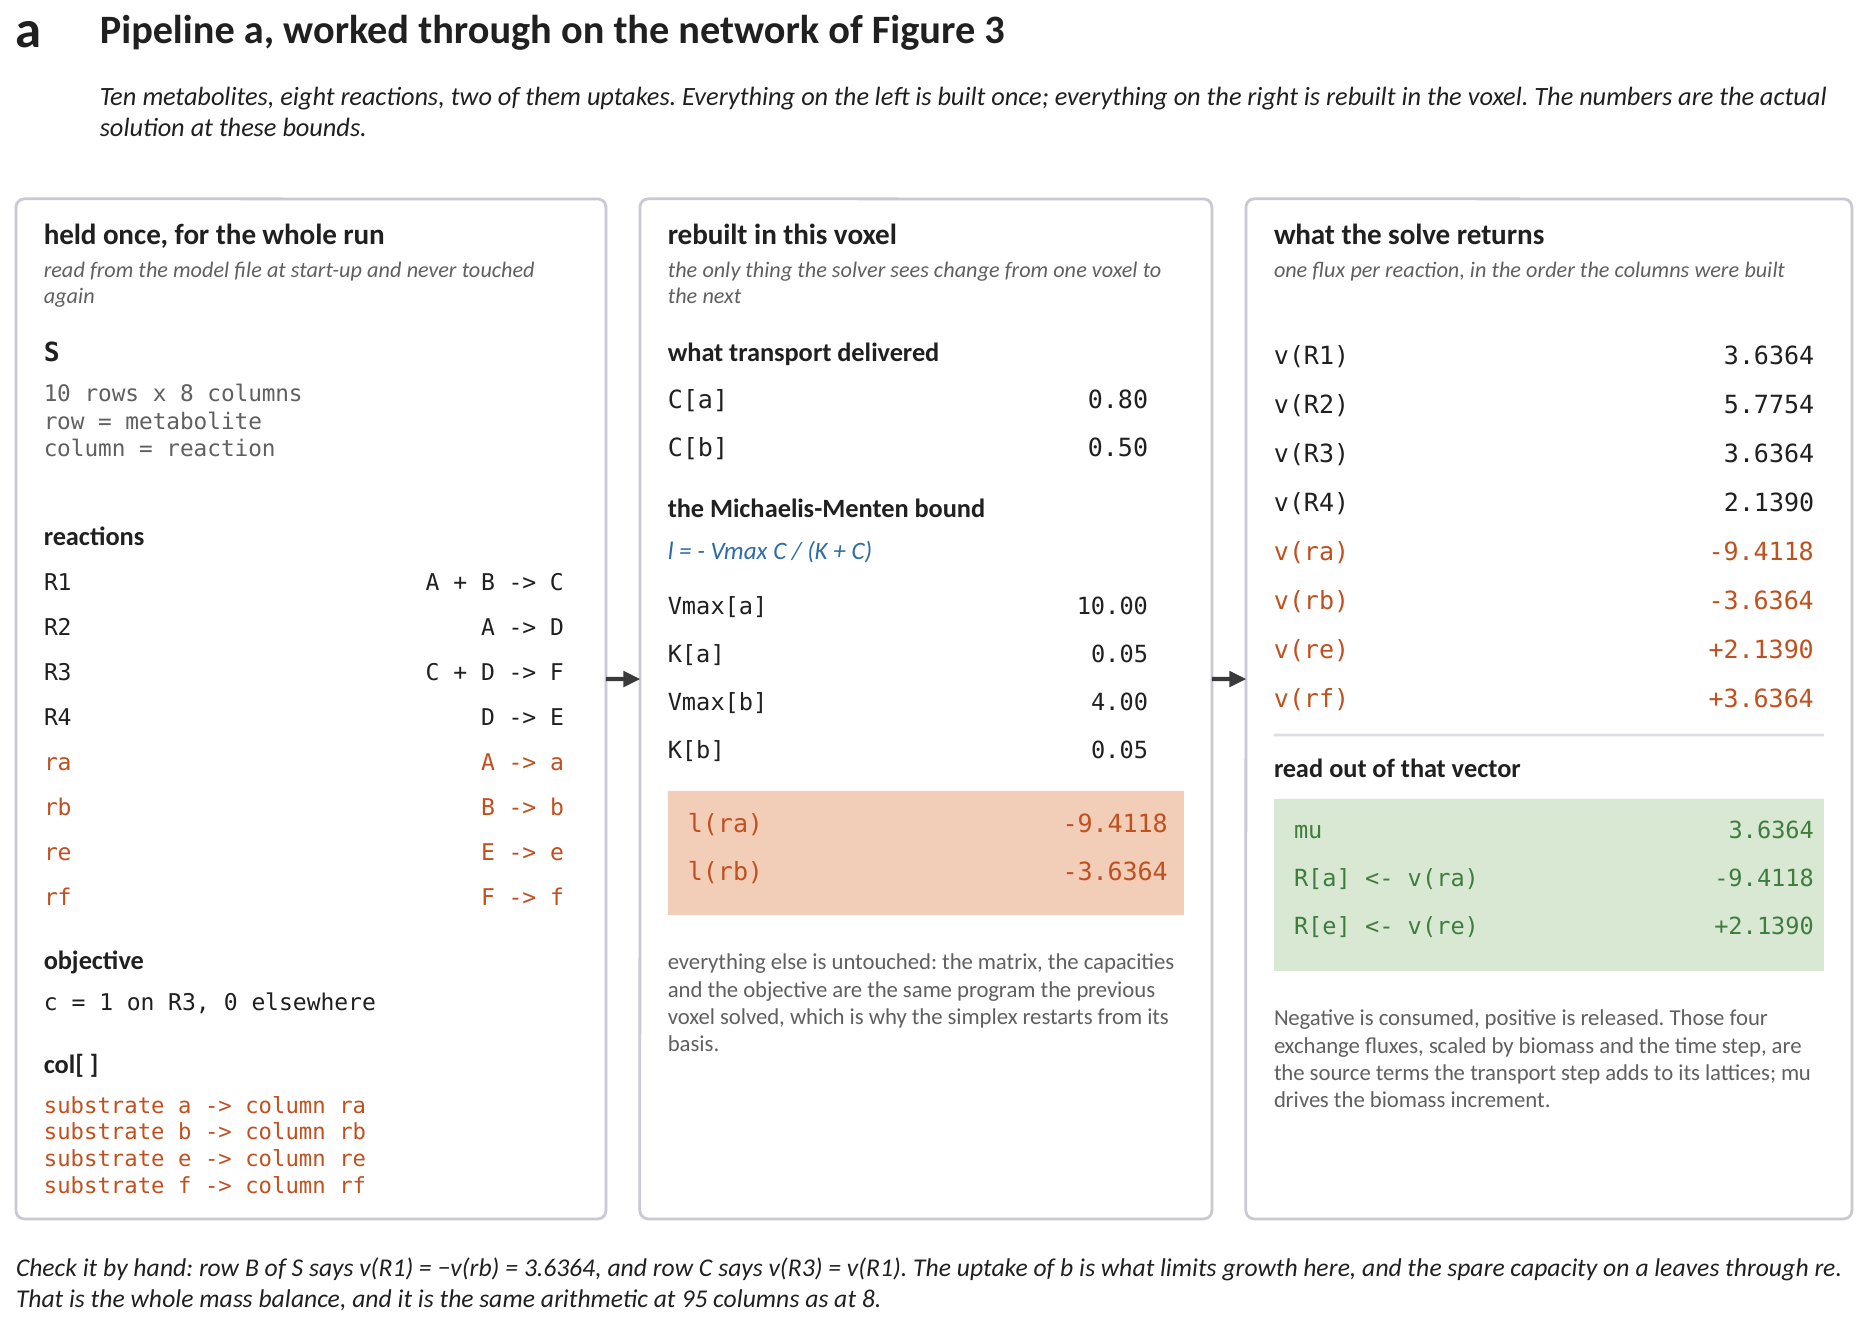 a
Pipeline a, worked through on the network of Figure 3
Ten metabolites, eight reactions, two of them uptakes. Everything on the left is built once; everything on the right is rebuilt in the voxel. The numbers are the actual
solution at these bounds.
held once, for the whole run
read from the model file at start-up and never touched
again
S
10 rows x 8 columns
row = metabolite
column = reaction
reactions
R1 A + B -> C
R2 A -> D
R3 C + D -> F
R4 D -> E
ra A -> a
rb B -> b
re E -> e
rf F -> f
objective
c = 1 on R3, 0 elsewhere
col[ ]
substrate a -> column ra
substrate b -> column rb
substrate e -> column re
substrate f -> column rf
rebuilt in this voxel
the only thing the solver sees change from one voxel to
the next
what transport delivered
C[a] 0.80
C[b] 0.50
the Michaelis-Menten bound
l = - Vmax C / (K + C)
Vmax[a] 10.00
K[a] 0.05
Vmax[b] 4.00
K[b] 0.05
l(ra) -9.4118
l(rb) -3.6364
everything else is untouched: the matrix, the capacities
and the objective are the same program the previous
voxel solved, which is why the simplex restarts from its
basis.
what the solve returns
one flux per reaction, in the order the columns were built
v(R1) 3.6364
v(R2) 5.7754
v(R3) 3.6364
v(R4) 2.1390
v(ra) -9.4118
v(rb) -3.6364
v(re) +2.1390
v(rf) +3.6364
read out of that vector
mu 3.6364
R[a] <- v(ra) -9.4118
R[e] <- v(re) +2.1390
Negative is consumed, positive is released. Those four
exchange fluxes, scaled by biomass and the time step, are
the source terms the transport step adds to its lattices; mu
drives the biomass increment.
Check it by hand: row B of S says v(R1) = −v(rb) = 3.6364, and row C says v(R3) = v(R1). The uptake of b is what limits growth here, and the spare capacity on a leaves through re.
That is the whole mass balance, and it is the same arithmetic at 95 columns as at 8.